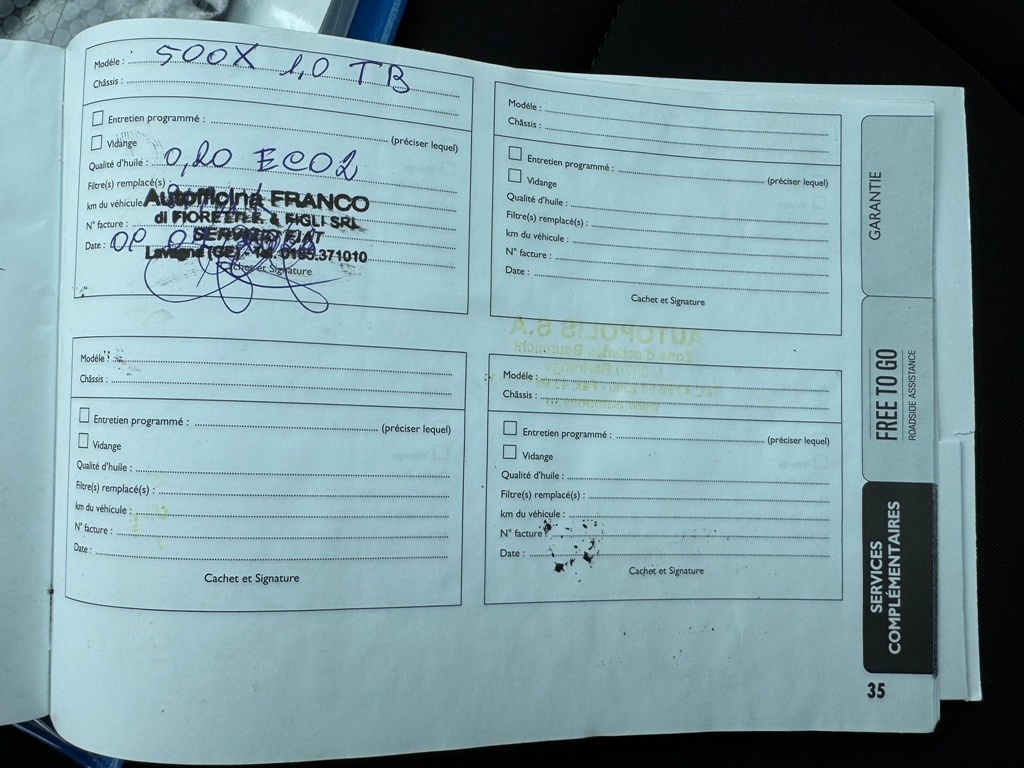 Modèle : 500X 1,0 TB
Châssis :
Entretien programmé : (préciser lequel)
Vidange
Qualité d'huile : 0,20 ECO2
Filtre(s) remplacé(s) :
km du véhicule
N° facture :
Date :
Autofficina FRANCO
di FIORE E LE & FIGLI SRL
SERVIZIO FIAT
Lavagna (GE) - Tel. 0185.371010
Cachet et Signature
Modèle :
Châssis :
Entretien programmé : (préciser lequel)
Vidange
Qualité d'huile :
Filtre(s) remplacé(s) :
km du véhicule :
N° facture :
Date :
Cachet et Signature
Modèle :
Châssis :
Entretien programmé : (préciser lequel)
Vidange
Qualité d'huile :
Filtre(s) remplacé(s) :
km du véhicule :
N° facture :
Date :
Cachet et Signature
AUTOPOLIS S.A
Modèle :
Châssis :
Entretien programmé : (préciser lequel)
Vidange
Qualité d'huile :
Filtre(s) remplacé(s) :
km du véhicule :
N° facture
Date :
Cachet et Signature
GARANTIE
FREE TO GO
ROADSIDE ASSISTANCE
SERVICES
COMPLÉMENTAIRES
35